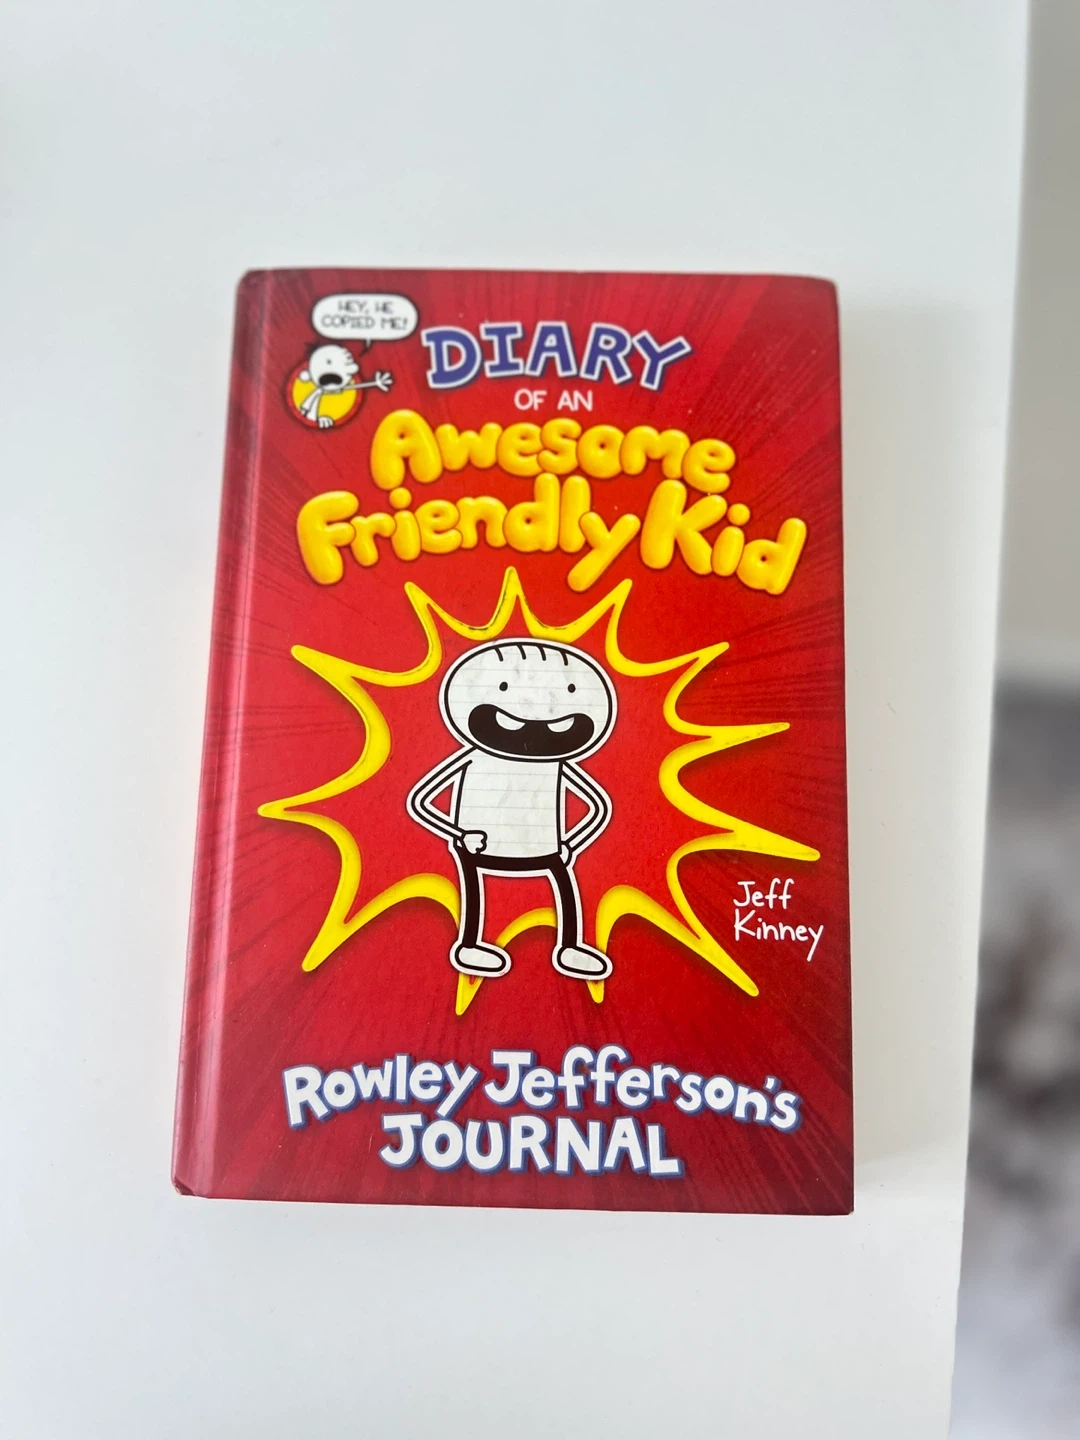 HEY, HE
COPIED ME!
DIARY
OF AN
Awesome
Friendly Kid
Jeff
Kinney
Rowley Jefferson's
JOURNAL